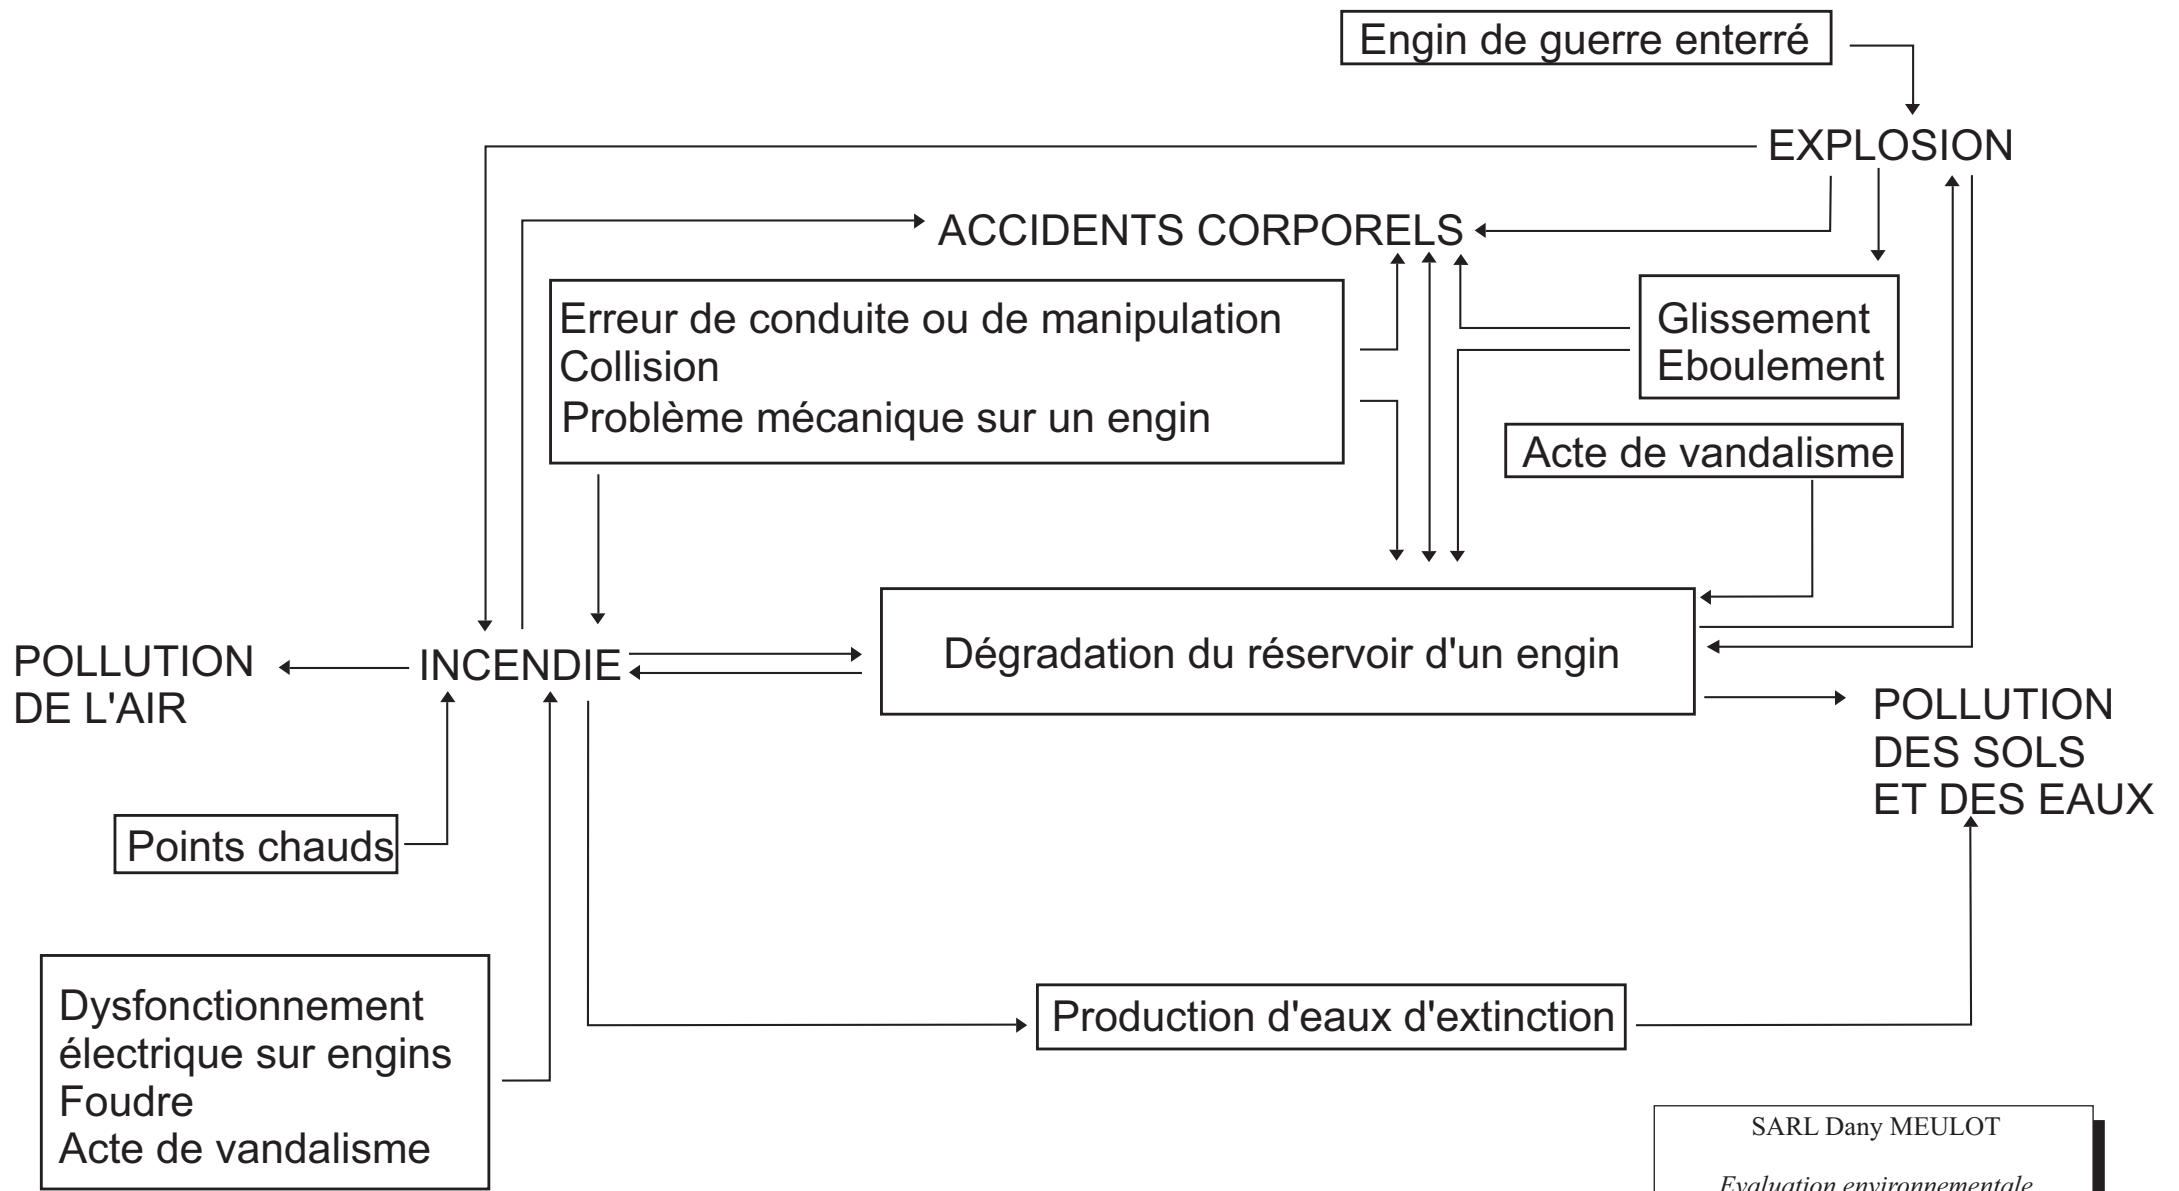 Engin de guerre enterré
EXPLOSION
ACCIDENTS CORPORELS
Erreur de conduite ou de manipulation
Collision
Problème mécanique sur un engin
Glissement
Eboulement
Acte de vandalisme
Dégradation du réservoir d'un engin
POLLUTION
DE L'AIR
INCENDIE
POLLUTION
DES SOLS
ET DES EAUX
Points chauds
Dysfonctionnement
électrique sur engins
Foudre
Acte de vandalisme
Production d'eaux d'extinction
SARL Dany MEULOT
Evaluation environnementale